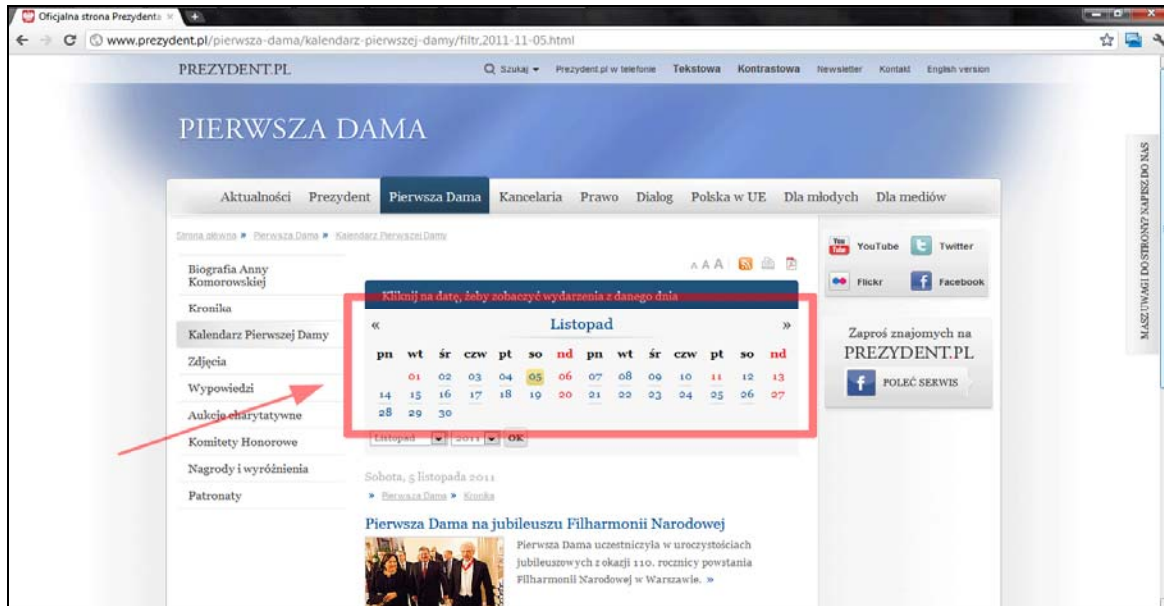 Oficjalna strona Prezydenta
www.prezydent.pl/pierwsza-dama/kalendarz-pierwszej-damy/filtr,2011-11-05.html
PREZYDENT.PL Szukaj Prezydent.pl w telefonie Tekstowa Kontrastowa Newsletter Kontakt English version
PIERWSZA DAMA
MASZ UWAGI DO STRONY? NAPISZ DO NAS
Aktualności Prezydent Pierwsza Dama Kancelaria Prawo Dialog Polska w UE Dla młodych Dla mediów
Strona główna » Pierwsza Dama » Kalendarz Pierwszej Damy
Biografia Anny
Komorowskiej
Kronika
Kalendarz Pierwszej Damy
Zdjęcia
Wypowiedzi
Aukcje charytatywne
Komitety Honorowe
Nagrody i wyróżnienia
Patronaty
A A A
Kliknij na datę, żeby zobaczyć wydarzenia z danego dnia
« Listopad »
pn wt śr czw pt so nd pn wt śr czw pt so nd
01 02 03 04 05 06 07 08 09 10 11 12 13
14 15 16 17 18 19 20 21 22 23 24 25 26 27
28 29 30
Listopad 2011 OK
Sobota, 5 listopada 2011
» Pierwsza Dama » Kronika
Pierwsza Dama na jubileuszu Filharmonii Narodowej
Pierwsza Dama uczestniczyła w uroczystościach
jubileuszowych z okazji 110. rocznicy powstania
Filharmonii Narodowej w Warszawie. »
You Tube YouTube Twitter
Flickr Facebook
Zaproś znajomych na
PREZYDENT.PL
POLEĆ SERWIS